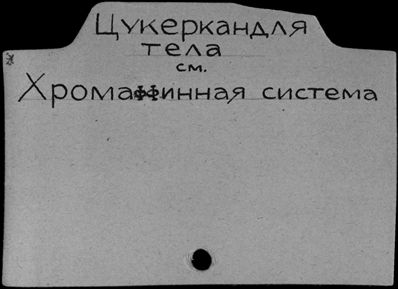 Цукеркандля
тела
см.
Хромаффинная система